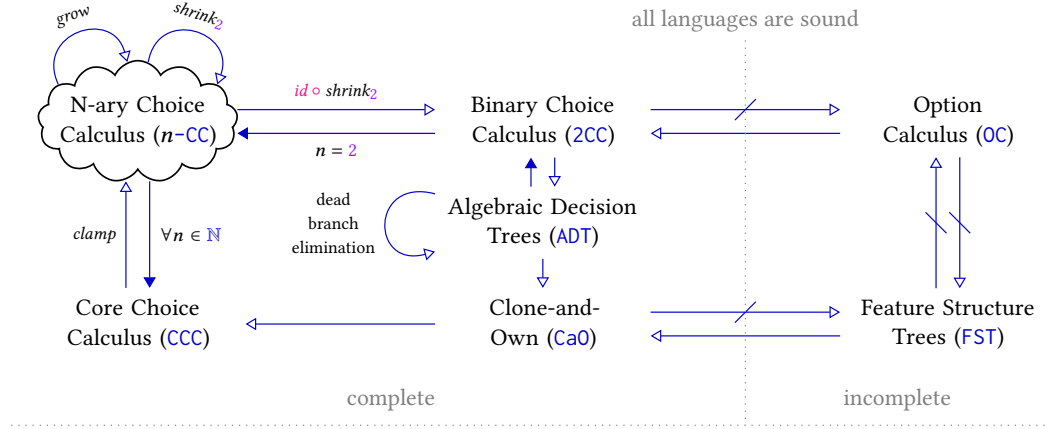 all languages are sound
grow
shrink₂
N-ary Choice
Calculus (n-CC)
id ∘ shrink₂
n = 2
Binary Choice
Calculus (2CC)
Option
Calculus (OC)
dead
branch
elimination
Algebraic Decision
Trees (ADT)
clamp
∀n ∈ ℕ
Core Choice
Calculus (CCC)
Clone-and-
Own (CaO)
Feature Structure
Trees (FST)
complete
incomplete